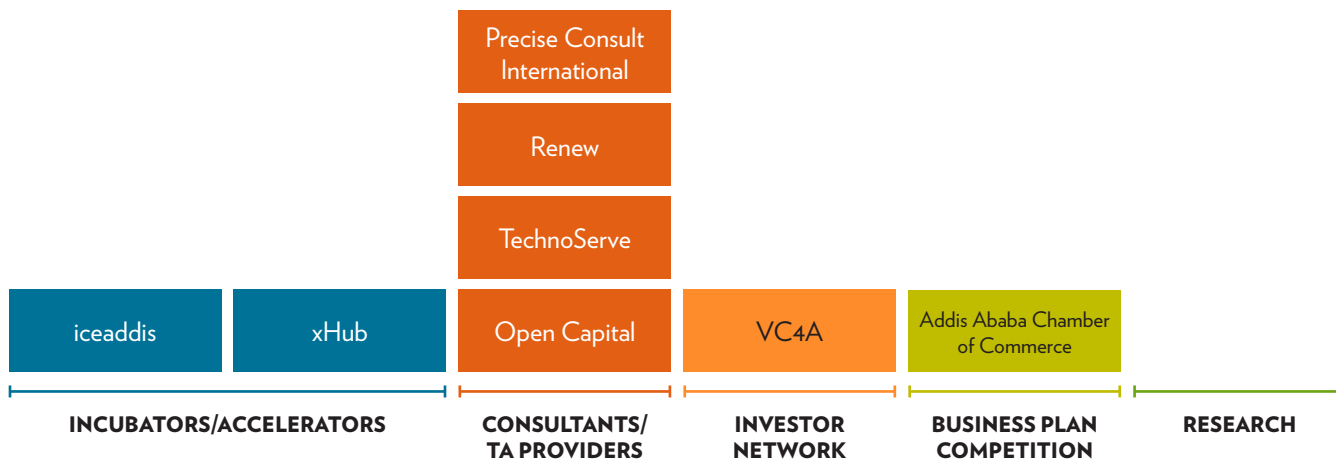 Precise Consult
International
Renew
TechnoServe
iceaddis
xHub
Open Capital
VC4A
Addis Ababa Chamber
of Commerce
INCUBATORS/ACCELERATORS
CONSULTANTS/
TA PROVIDERS
INVESTOR
NETWORK
BUSINESS PLAN
COMPETITION
RESEARCH